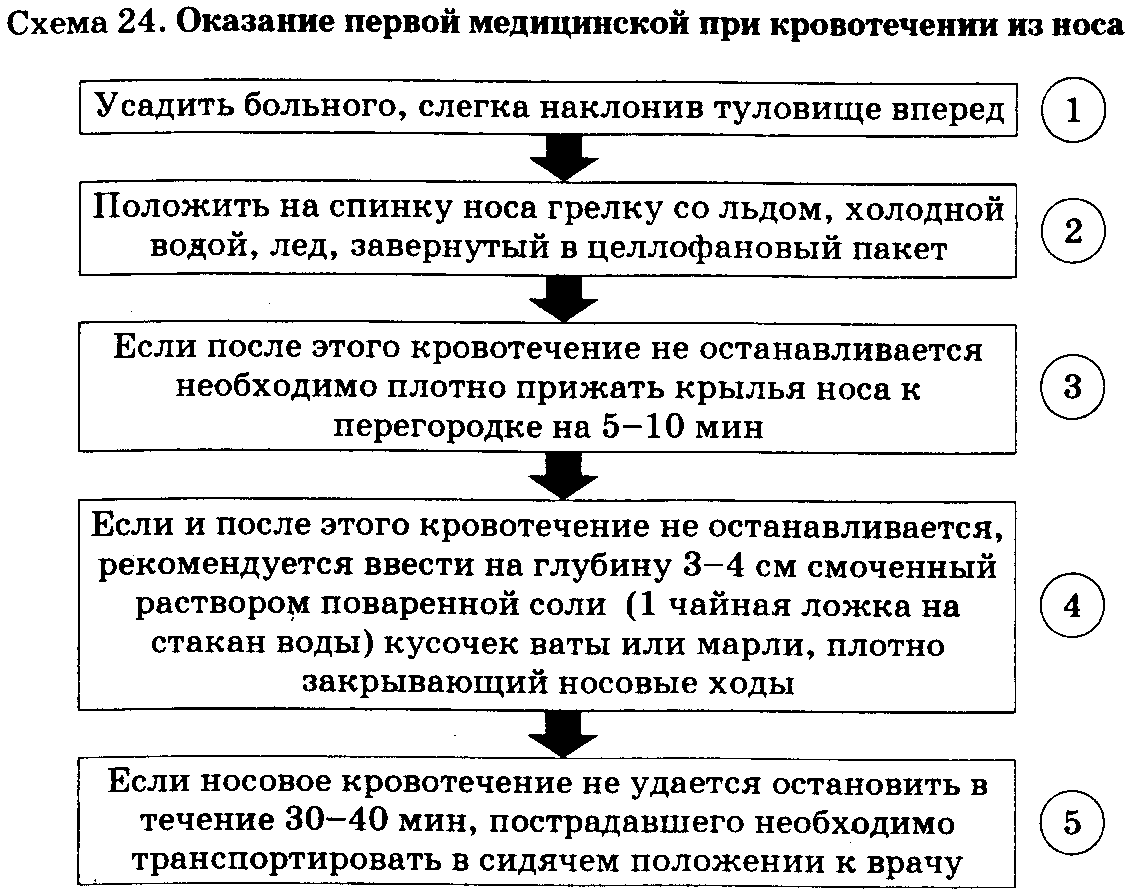 Схема 24. Оказание первой медицинской при кровотечении из носа
Усадить больного, слегка наклонив туловище вперед
1
Положить на спинку носа грелку со льдом, холодной
водой, лед, завернутый в целлофановый пакет
2
Если после этого кровотечение не останавливается
необходимо плотно прижать крылья носа к
перегородке на 5–10 мин
3
Если и после этого кровотечение не останавливается,
рекомендуется ввести на глубину 3–4 см смоченный
раствором поваренной соли (1 чайная ложка на
стакан воды) кусочек ваты или марли, плотно
закрывающий носовые ходы
4
Если носовое кровотечение не удается остановить в
течение 30–40 мин, пострадавшего необходимо
транспортировать в сидячем положении к врачу
5